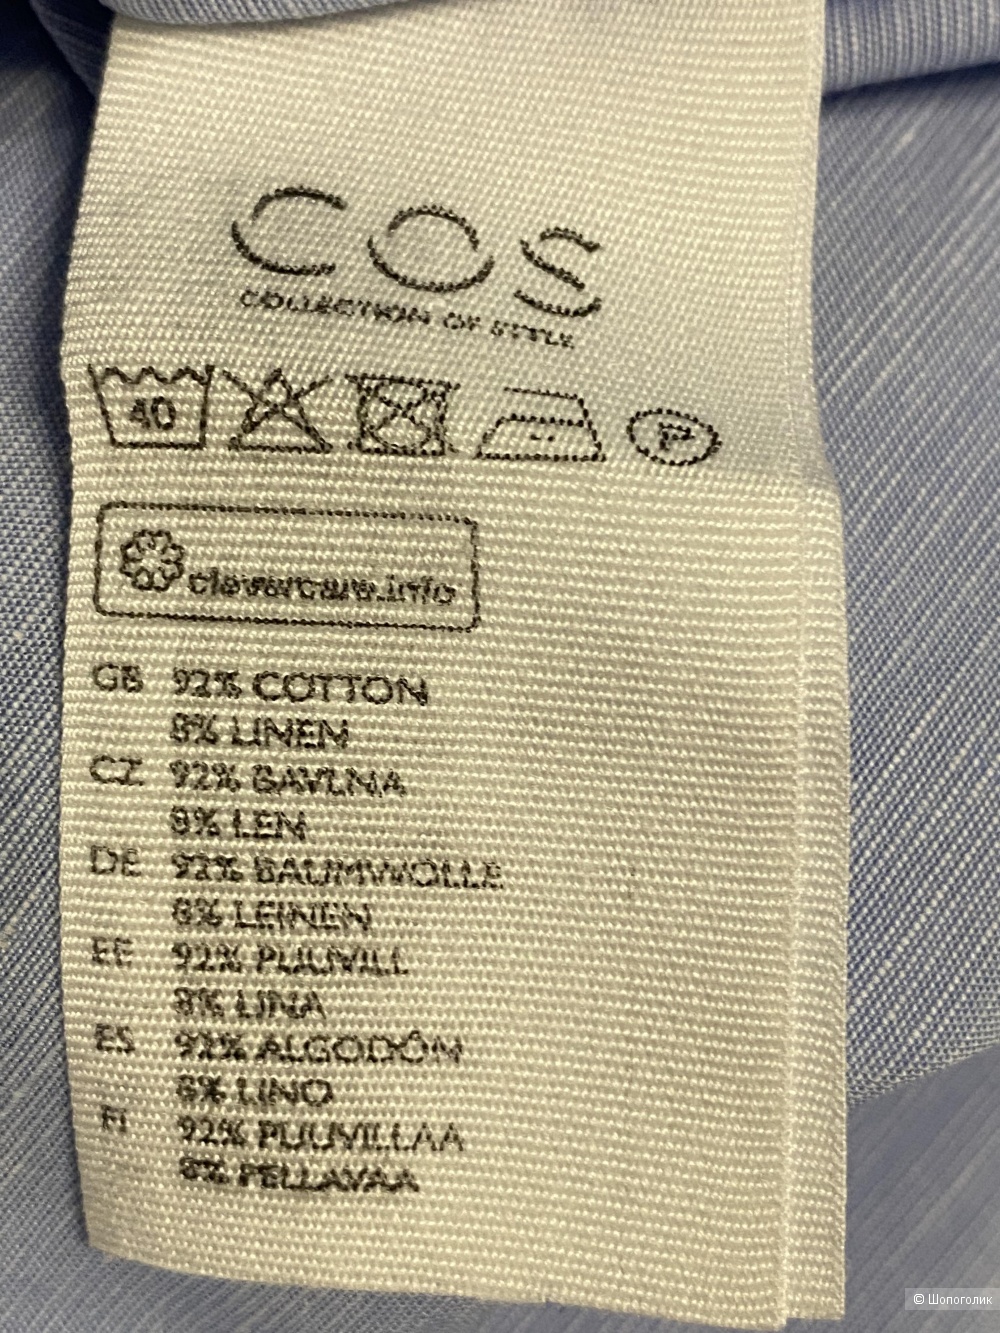 COS
COLLECTION OF STYLE
40 P
clevercare.info
GB 92% COTTON
8% LINEN
CZ 92% BAVLNA
8% LEN
DE 92% BAUMWOLLE
8% LEINEN
EE 92% PUUVILL
8% LINA
ES 92% ALGODÓN
8% LINO
FI 92% PUUVILLAA
8% PELLAVAA
© Шопоголик